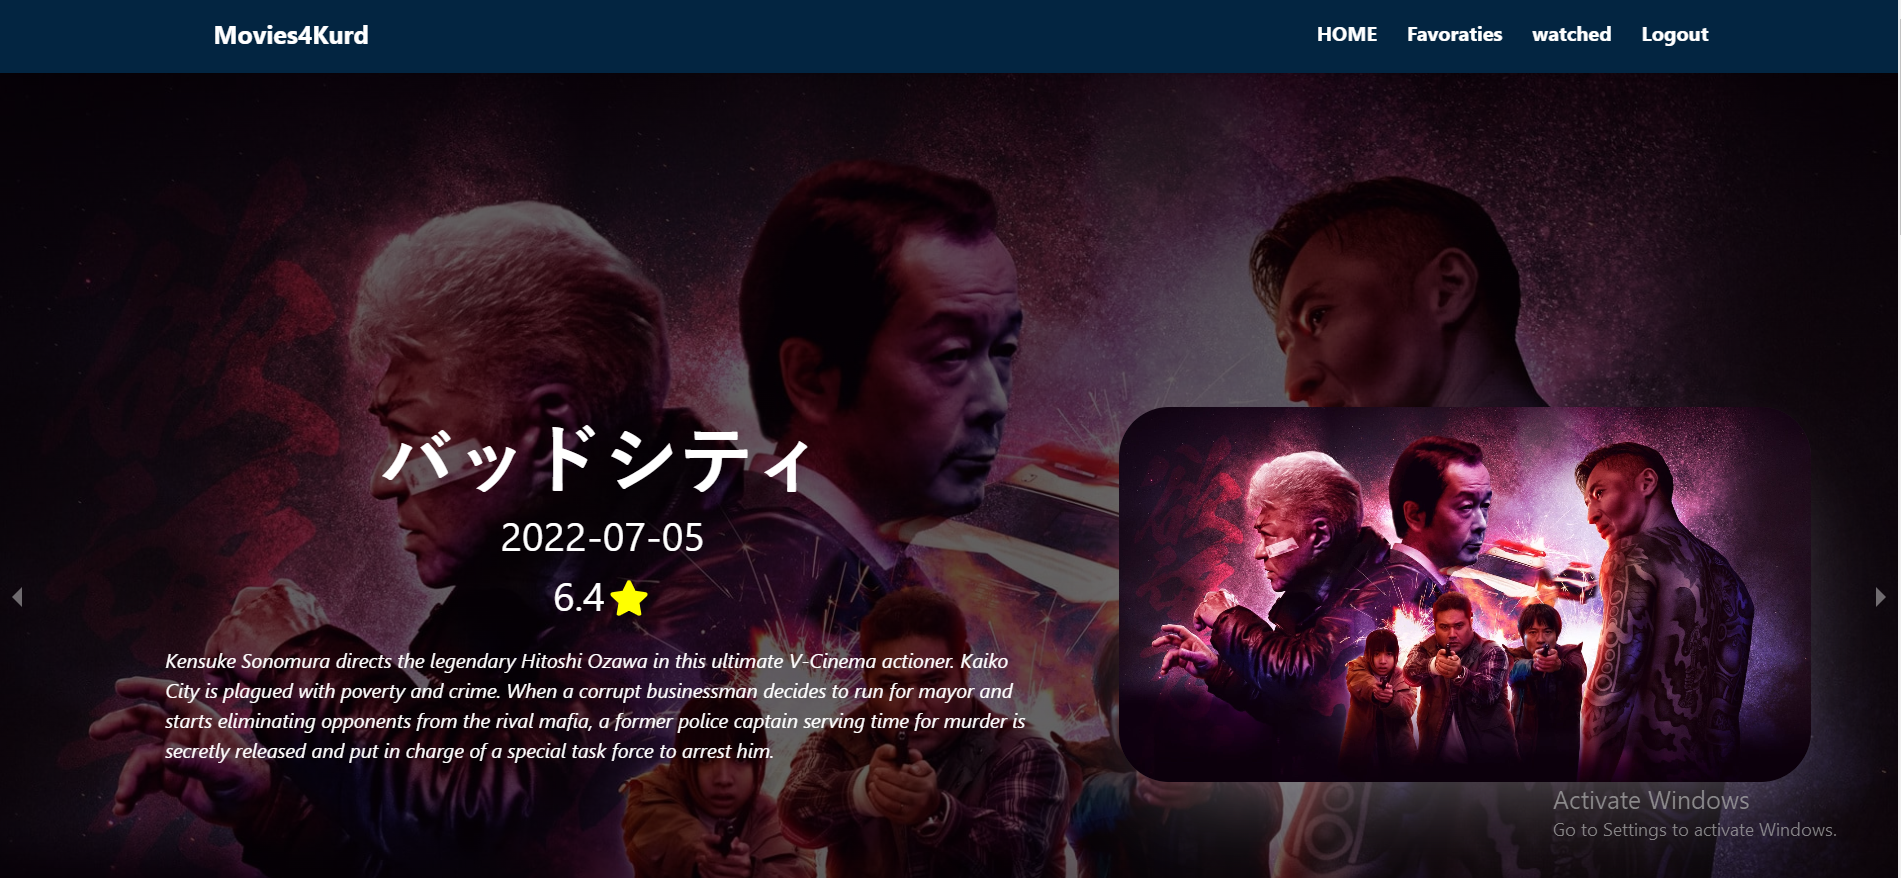 Movies4Kurd
HOME Favoraties watched Logout
バッドシティ
2022-07-05
6.4
Kensuke Sonomura directs the legendary Hitoshi Ozawa in this ultimate V-Cinema actioner. Kaiko
City is plagued with poverty and crime. When a corrupt businessman decides to run for mayor and
starts eliminating opponents from the rival mafia, a former police captain serving time for murder is
secretly released and put in charge of a special task force to arrest him.
Activate Windows
Go to Settings to activate Windows.